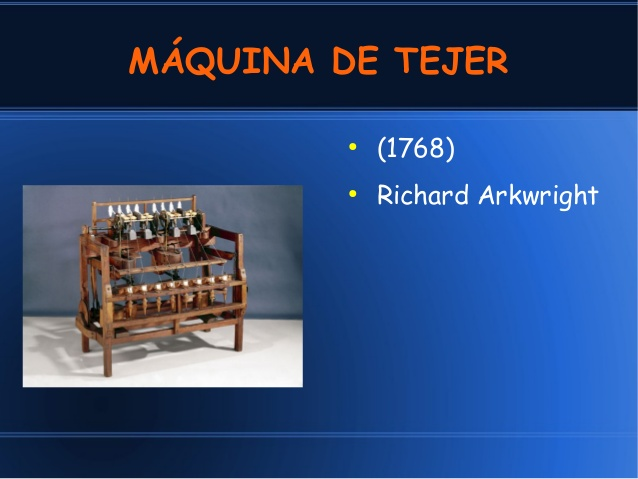 MÁQUINA DE TEJER
(1768)
Richard Arkwright